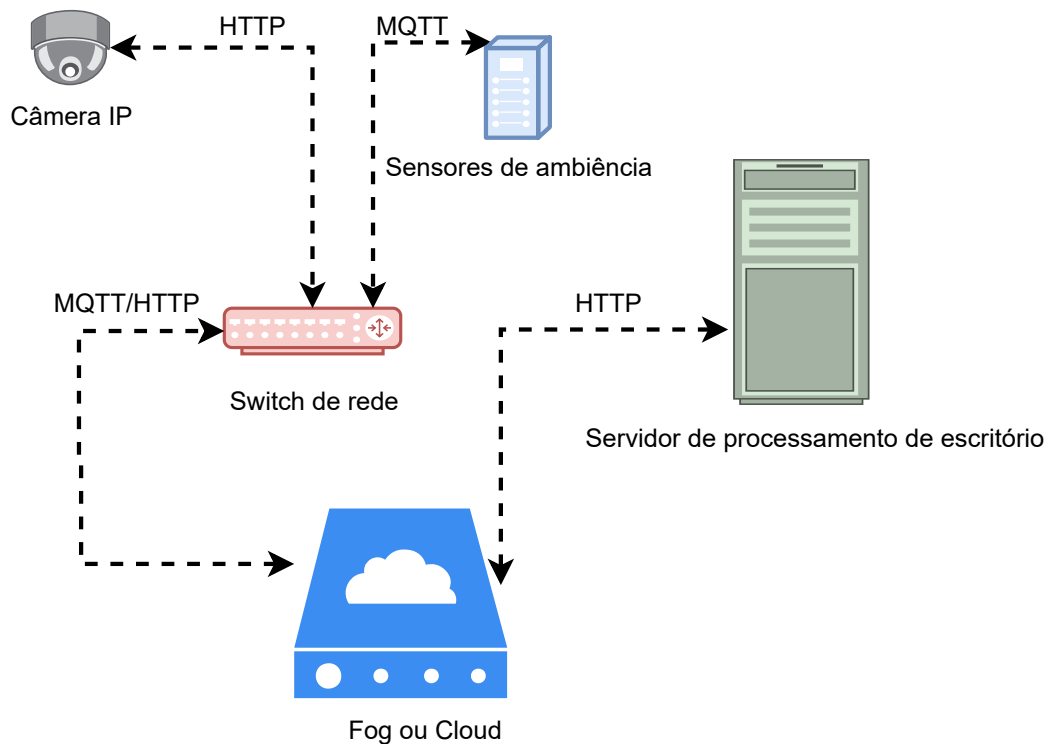 HTTP
MQTT
Câmera IP
Sensores de ambiência
MQTT/HTTP
HTTP
Switch de rede
Servidor de processamento de escritório
Fog ou Cloud